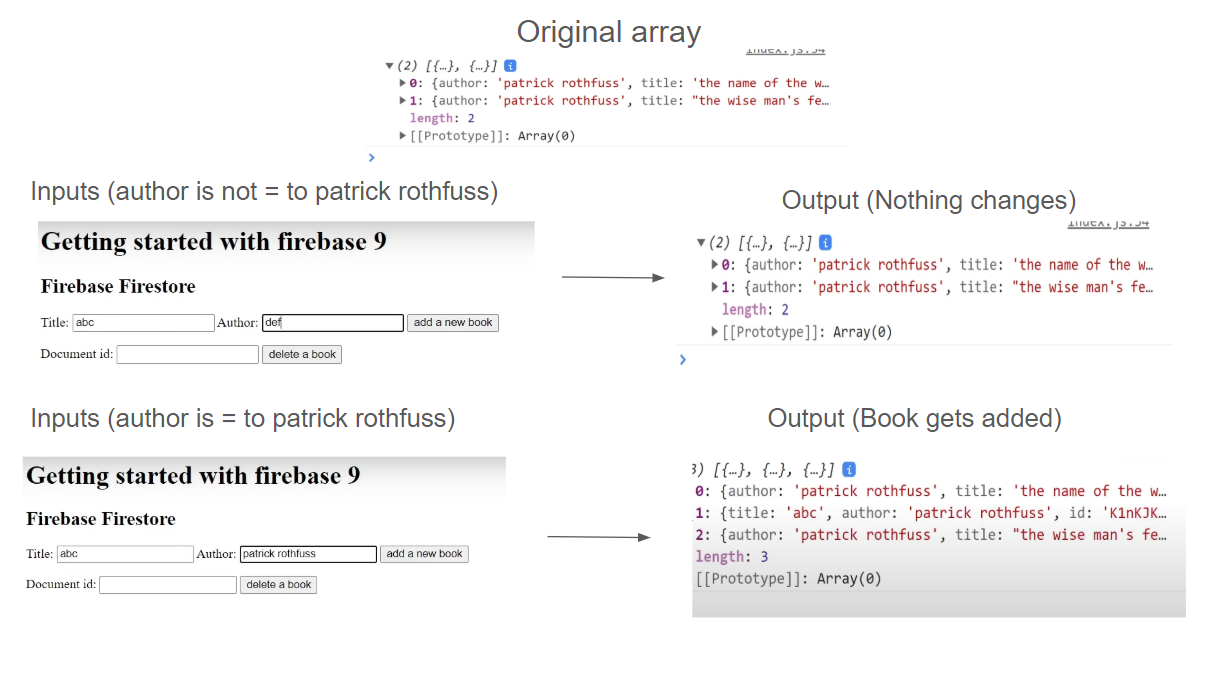 Original array
index.js:54
(2) [{…}, {…}] i
0: {author: 'patrick rothfuss', title: 'the name of the w…
1: {author: 'patrick rothfuss', title: "the wise man's fe…
length: 2
[[Prototype]]: Array(0)
Inputs (author is not = to patrick rothfuss)
Getting started with firebase 9
Firebase Firestore
Title: abc Author: def add a new book
Document id: delete a book
Output (Nothing changes)
index.js:54
(2) [{…}, {…}] i
0: {author: 'patrick rothfuss', title: 'the name of the w…
1: {author: 'patrick rothfuss', title: "the wise man's fe…
length: 2
[[Prototype]]: Array(0)
Inputs (author is = to patrick rothfuss)
Getting started with firebase 9
Firebase Firestore
Title: abc Author: patrick rothfuss add a new book
Document id: delete a book
Output (Book gets added)
3) [{…}, {…}, {…}] i
0: {author: 'patrick rothfuss', title: 'the name of the w…
1: {title: 'abc', author: 'patrick rothfuss', id: 'K1nKJK…
2: {author: 'patrick rothfuss', title: "the wise man's fe…
length: 3
[[Prototype]]: Array(0)